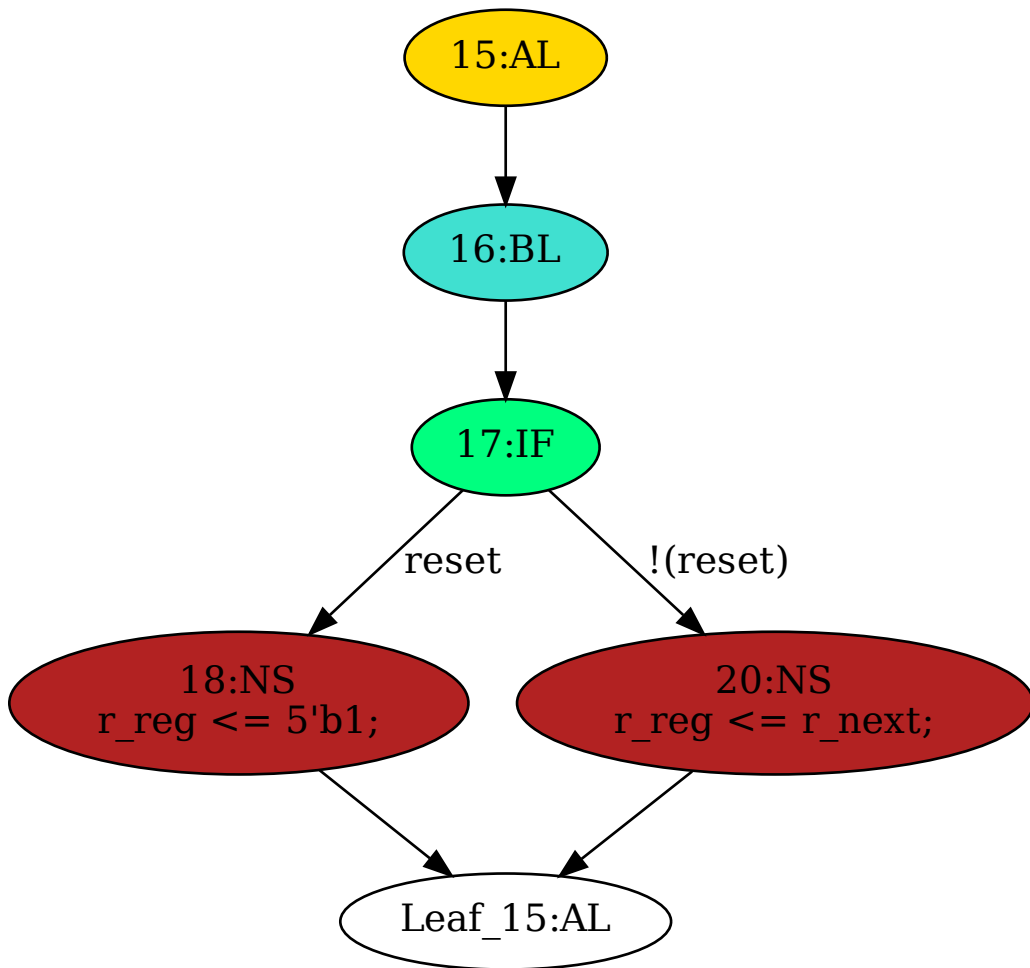 15:AL
16:BL
17:IF
reset
!(reset)
18:NS
r_reg <= 5'b1;
20:NS
r_reg <= r_next;
Leaf_15:AL